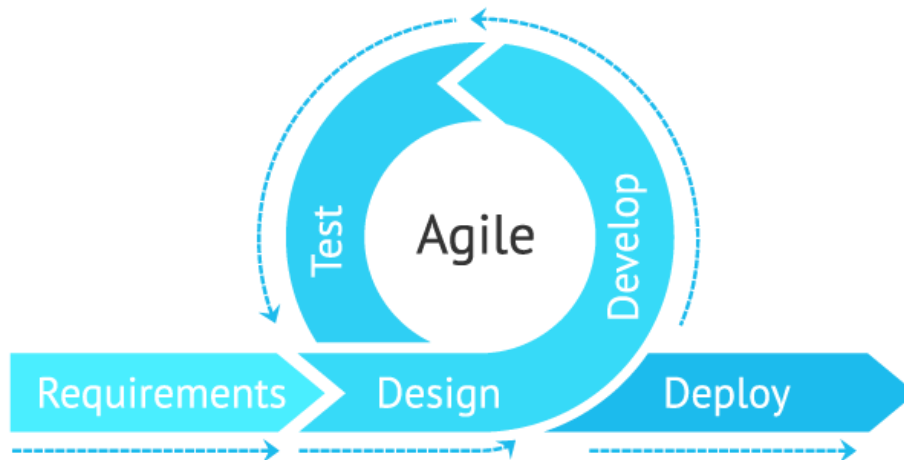 Agile
Test
Develop
Requirements
Design
Deploy